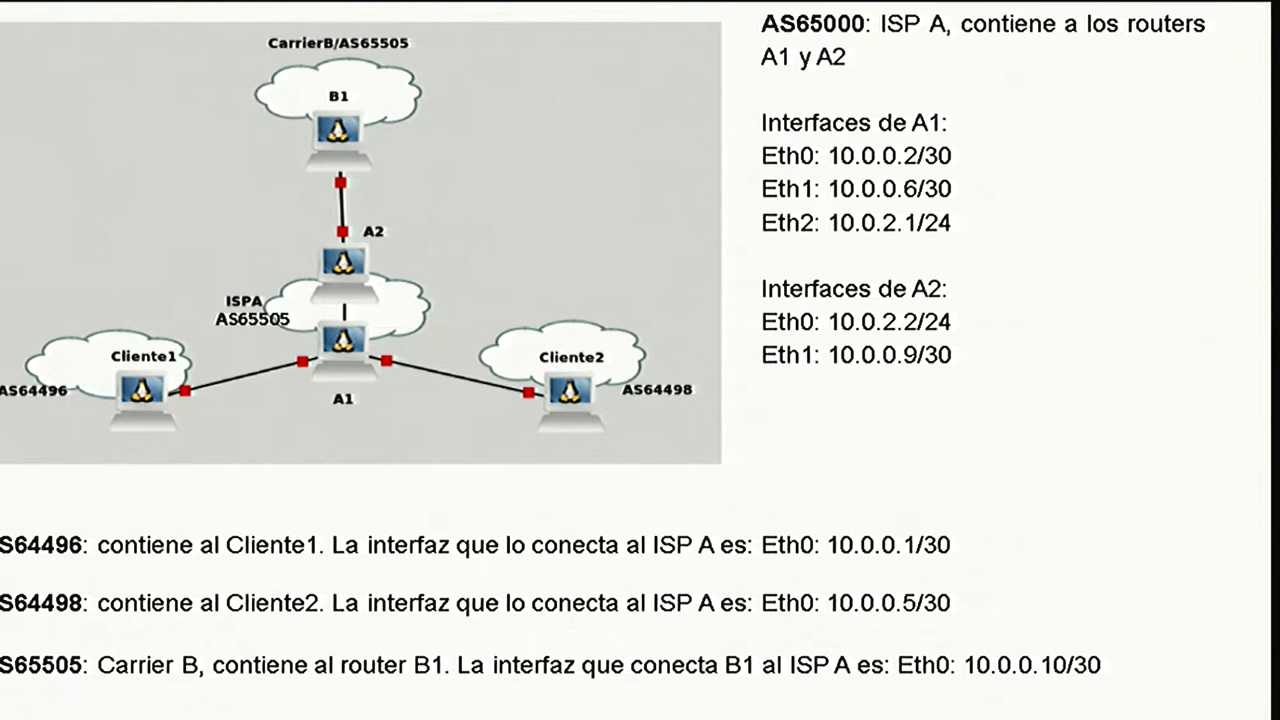 CarrierB/AS65505
B1
A2
ISPA
AS65505
Cliente1
AS64496
A1
Cliente2
AS64498
AS65000: ISP A, contiene a los routers
A1 y A2
Interfaces de A1:
Eth0: 10.0.0.2/30
Eth1: 10.0.0.6/30
Eth2: 10.0.2.1/24
Interfaces de A2:
Eth0: 10.0.2.2/24
Eth1: 10.0.0.9/30
S64496: contiene al Cliente1. La interfaz que lo conecta al ISP A es: Eth0: 10.0.0.1/30
S64498: contiene al Cliente2. La interfaz que lo conecta al ISP A es: Eth0: 10.0.0.5/30
S65505: Carrier B, contiene al router B1. La interfaz que conecta B1 al ISP A es: Eth0: 10.0.0.10/30